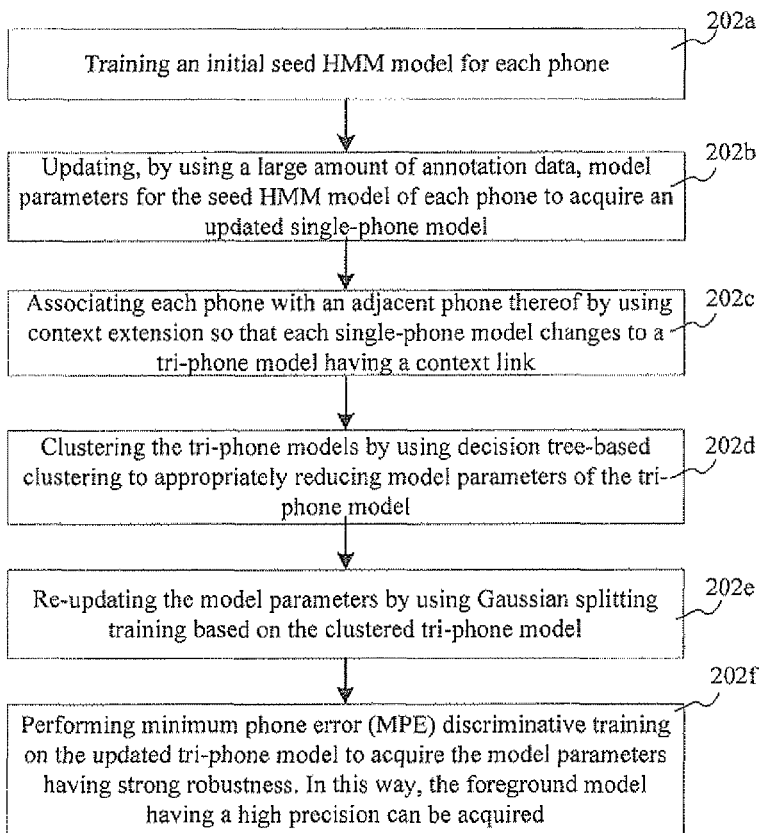 202a
Training an initial seed HMM model for each phone
202b
Updating, by using a large amount of annotation data, model
parameters for the seed HMM model of each phone to acquire an
updated single-phone model
202c
Associating each phone with an adjacent phone thereof by using
context extension so that each single-phone model changes to a
tri-phone model having a context link
202d
Clustering the tri-phone models by using decision tree-based
clustering to appropriately reducing model parameters of the tri-
phone model
202e
Re-updating the model parameters by using Gaussian splitting
training based on the clustered tri-phone model
202f
Performing minimum phone error (MPE) discriminative training
on the updated tri-phone model to acquire the model parameters
having strong robustness. In this way, the foreground model
having a high precision can be acquired